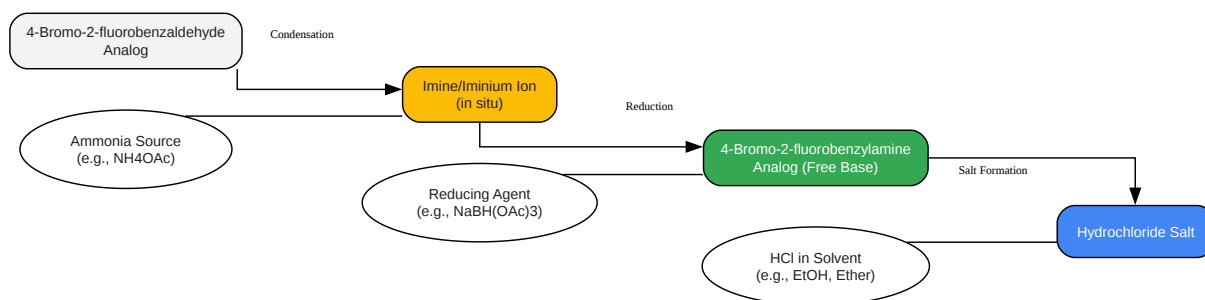 4-Bromo-2-fluorobenzaldehyde
Analog
Condensation
Imine/Iminium Ion
(in situ)
Ammonia Source
(e.g., NH4OAc)
Reduction
4-Bromo-2-fluorobenzylamine
Analog (Free Base)
Salt Formation
Reducing Agent
(e.g., NaBH(OAc)3)
Hydrochloride Salt
HCl in Solvent
(e.g., EtOH, Ether)